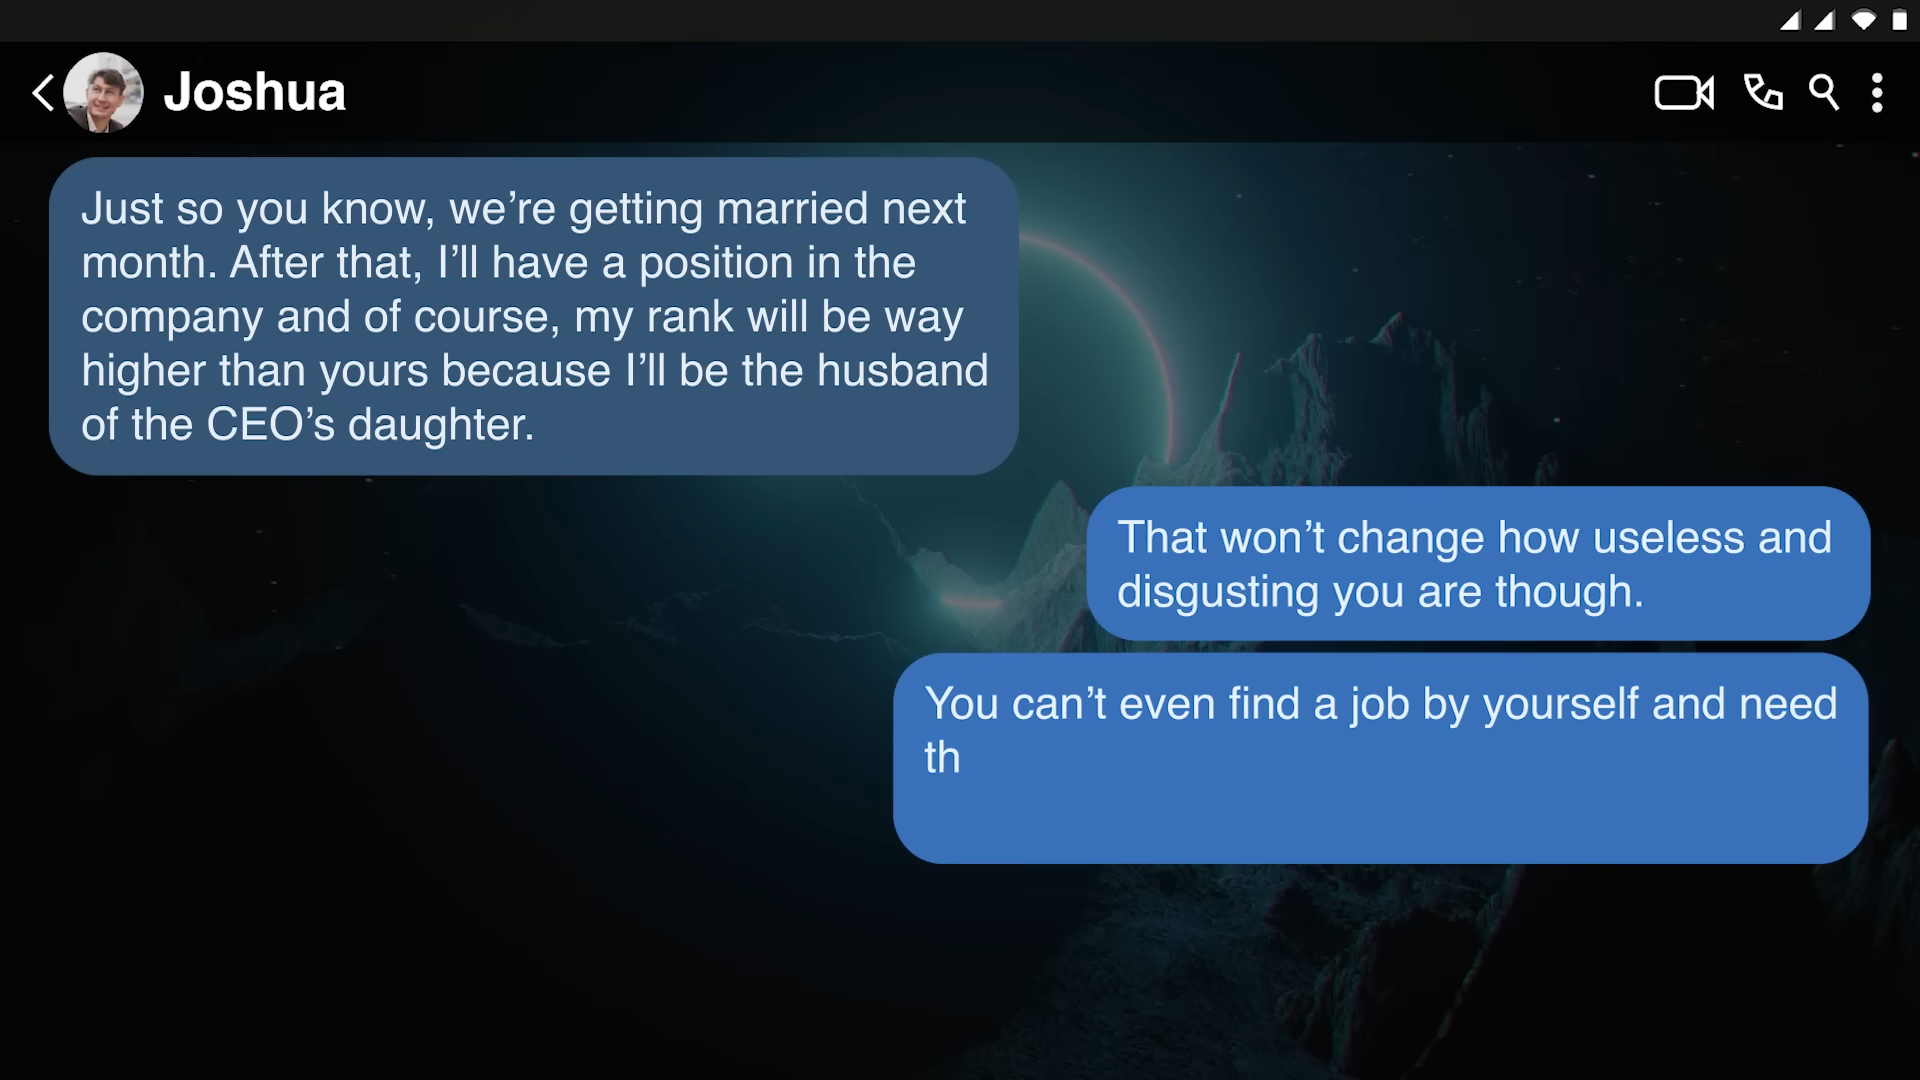 Joshua
Just so you know, we’re getting married next
month. After that, I’ll have a position in the
company and of course, my rank will be way
higher than yours because I’ll be the husband
of the CEO’s daughter.
That won’t change how useless and
disgusting you are though.
You can’t even find a job by yourself and need
th